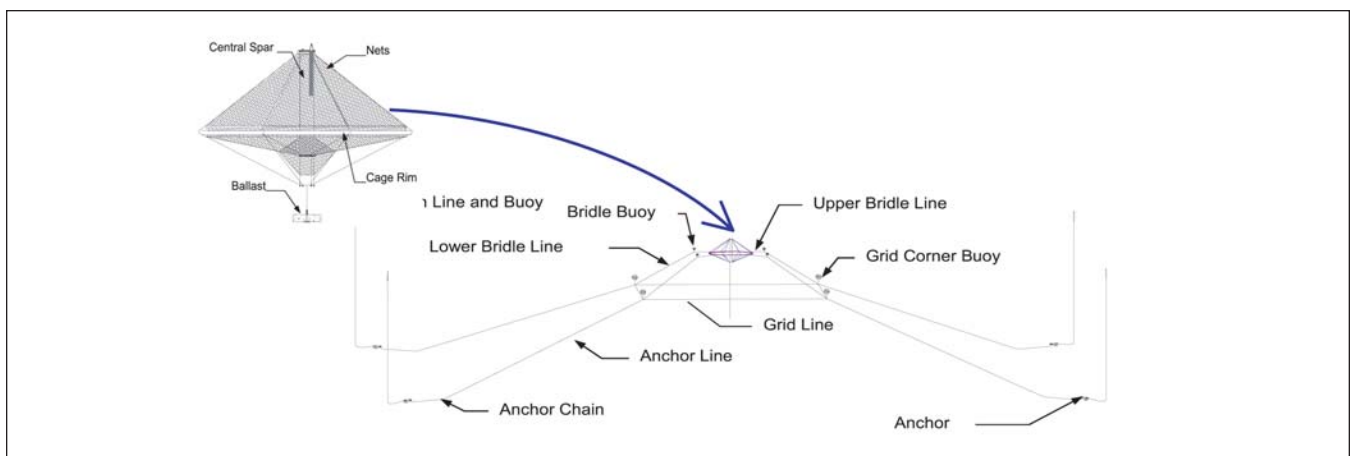 Central Spar
Nets
Cage Rim
Ballast
n Line and Buoy
Bridle Buoy
Upper Bridle Line
Lower Bridle Line
Grid Corner Buoy
Grid Line
Anchor Line
Anchor Chain
Anchor